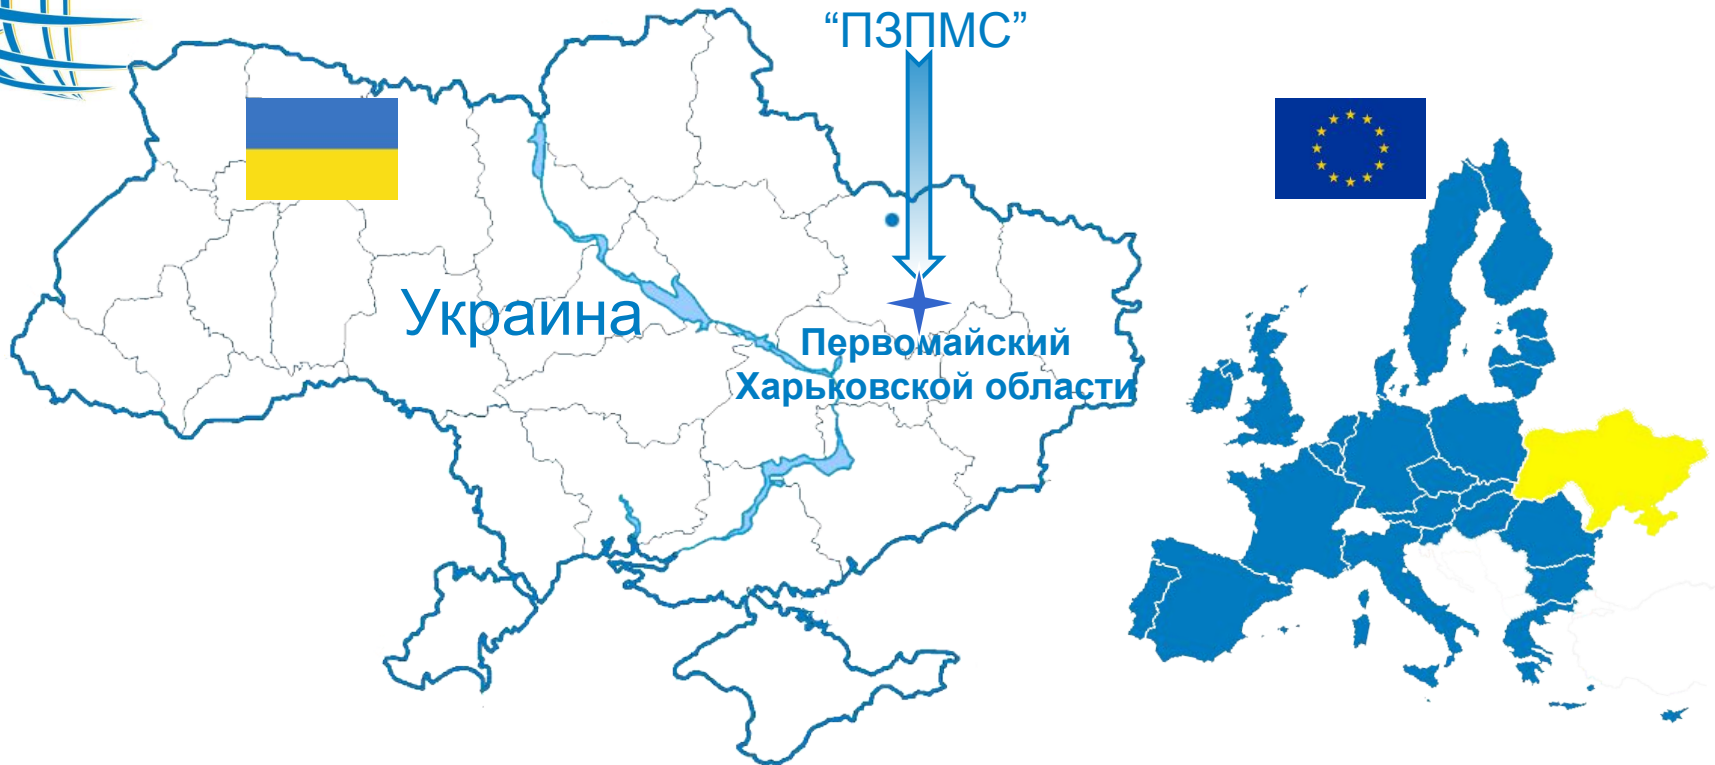 “ПЗПМС”
Украина
Первомайский
Харьковской области